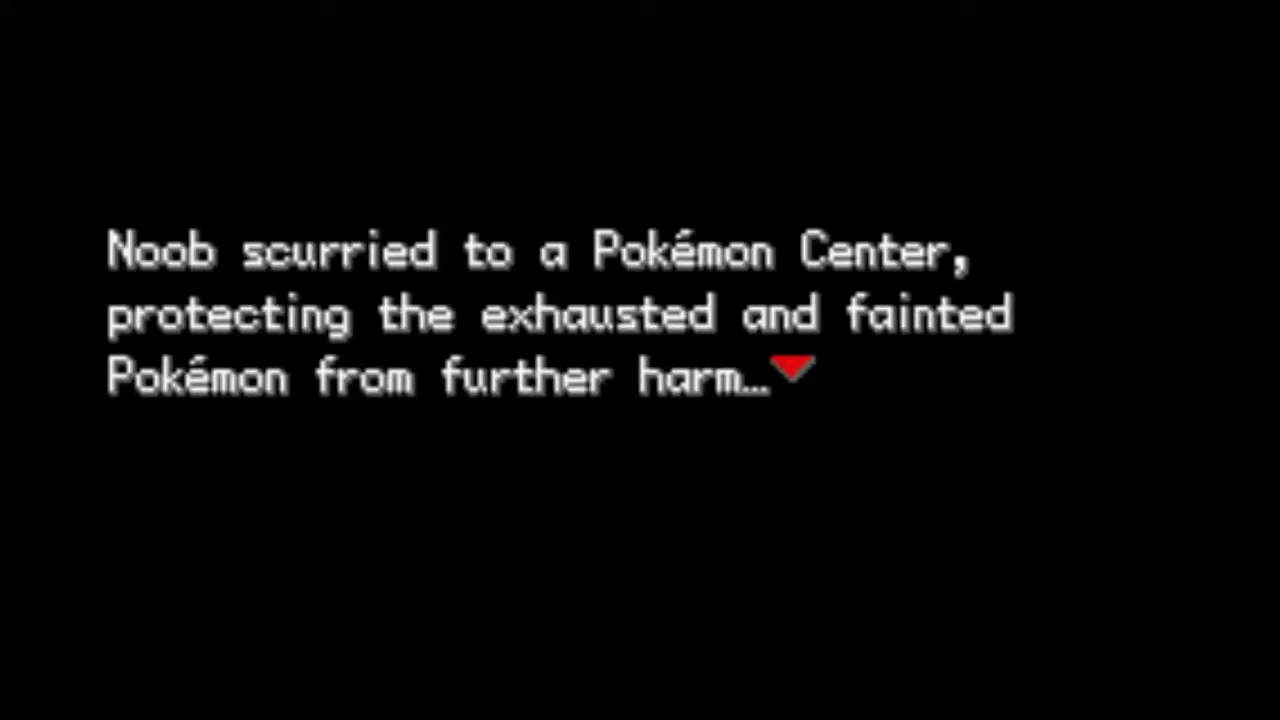 Noob scurried to a Pokémon Center,
protecting the exhausted and fainted
Pokémon from further harm…